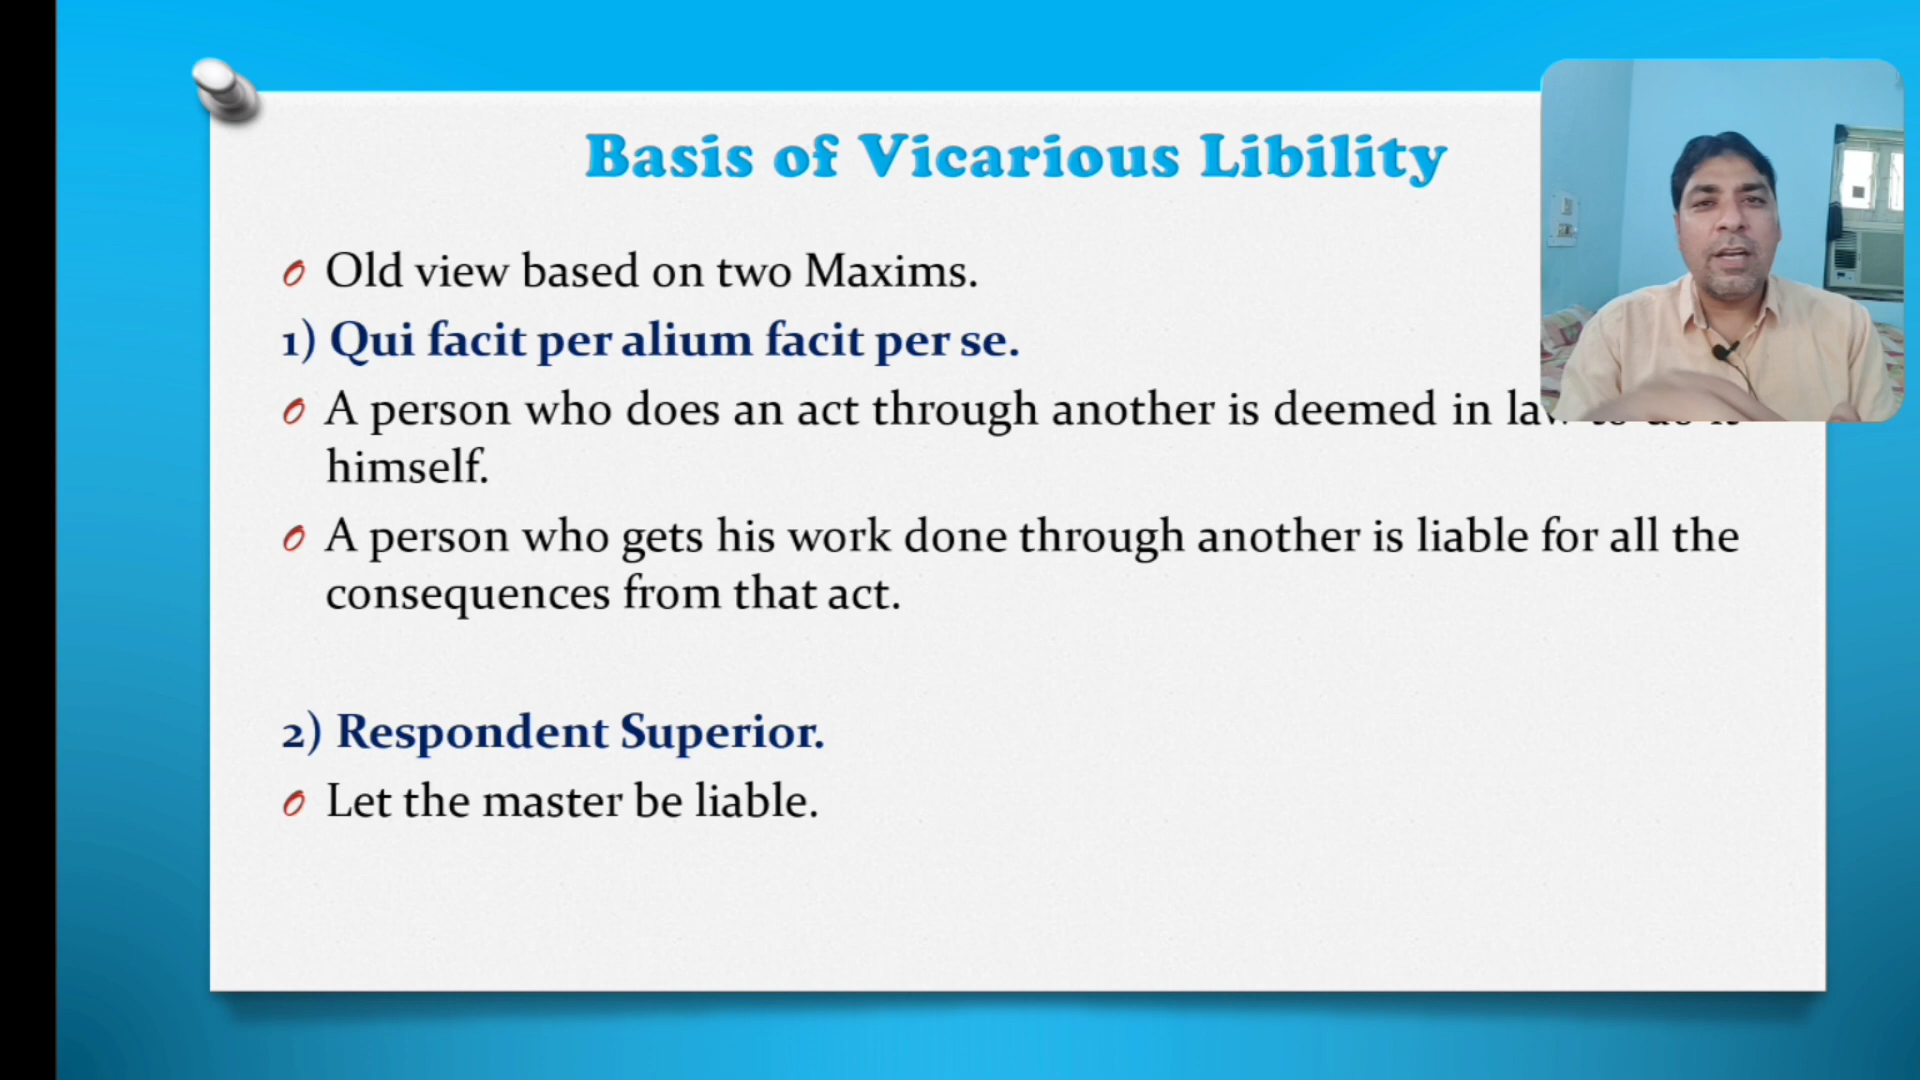 Basis of Vicarious Libility
Old view based on two Maxims.
1) Qui facit per alium facit per se.
A person who does an act through another is deemed in
himself.
A person who gets his work done through another is liable for all the
consequences from that act.
2) Respondent Superior.
Let the master be liable.